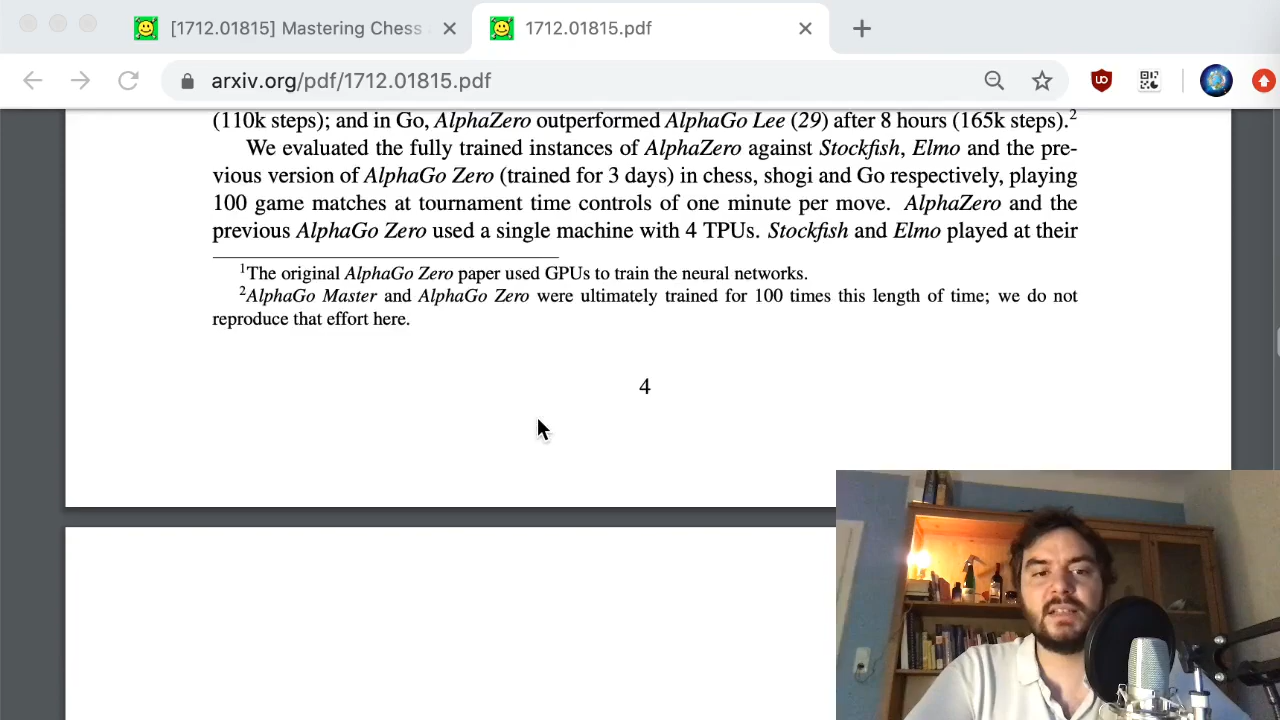 [1712.01815] Mastering Chess
1712.01815.pdf
arxiv.org/pdf/1712.01815.pdf
(110k steps); and in Go, AlphaZero outperformed AlphaGo Lee (29) after 8 hours (165k steps).2
We evaluated the fully trained instances of AlphaZero against Stockfish, Elmo and the pre-
vious version of AlphaGo Zero (trained for 3 days) in chess, shogi and Go respectively, playing
100 game matches at tournament time controls of one minute per move. AlphaZero and the
previous AlphaGo Zero used a single machine with 4 TPUs. Stockfish and Elmo played at their
1The original AlphaGo Zero paper used GPUs to train the neural networks.
2AlphaGo Master and AlphaGo Zero were ultimately trained for 100 times this length of time; we do not
reproduce that effort here.
4